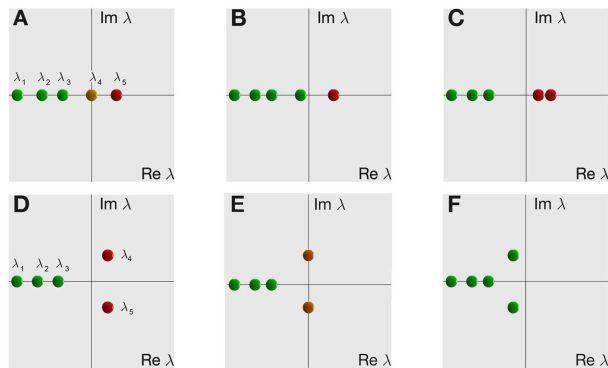 A Im λ B Im λ C Im λ
λ₁ λ₂ λ₃ λ₄ λ₅
Re λ Re λ Re λ
D Im λ E Im λ F Im λ
λ₄
λ₁ λ₂ λ₃
λ₅
Re λ Re λ Re λ